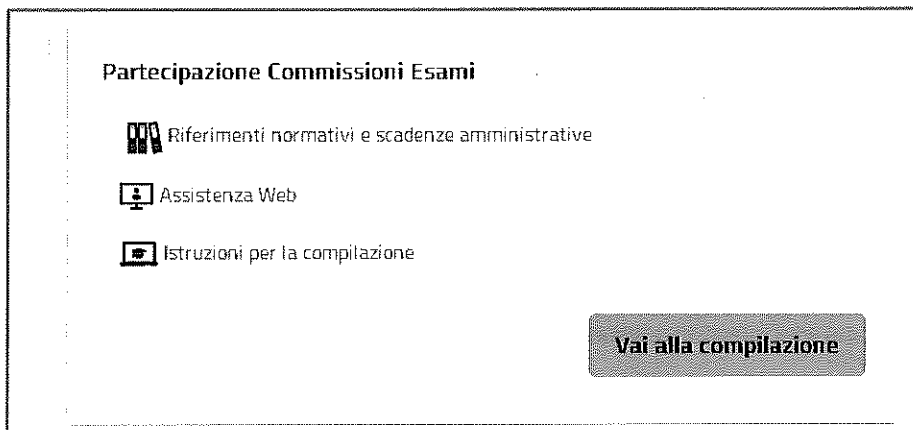 Partecipazione Commissioni Esami
Riferimenti normativi e scadenze amministrative
Assistenza Web
Istruzioni per la compilazione
Vai alla compilazione